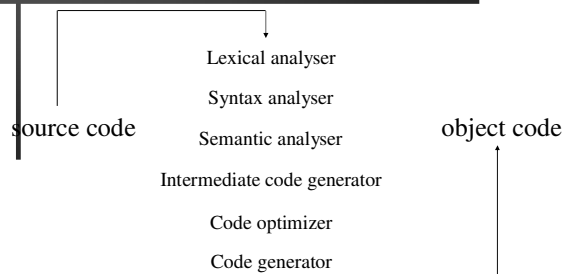 Lexical analyser
Syntax analyser
source code
object code
Semantic analyser
Intermediate code generator
Code optimizer
Code generator